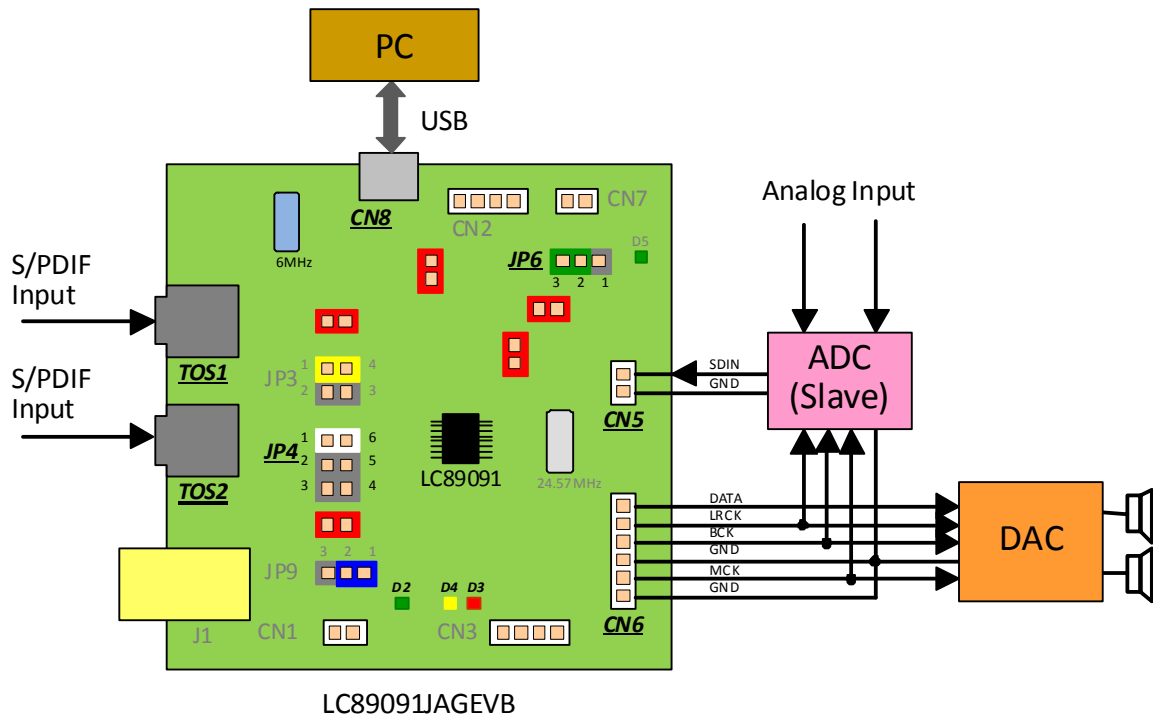 PC
USB
CN8
CN2
CN7
Analog Input
6MHz
JP6
D5
3 2 1
S/PDIF
Input
TOS1
JP3
1 4
2 3
SDIN
GND
ADC
(Slave)
CN5
S/PDIF
Input
TOS2
JP4
1 6
2 5
3 4
LC89091
24.57MHz
DATA
LRCK
BCK
GND
MCK
GND
DAC
3 2 1
JP9
D2
D4
D3
J1
CN1
CN3
CN6
LC89091JAGEVB